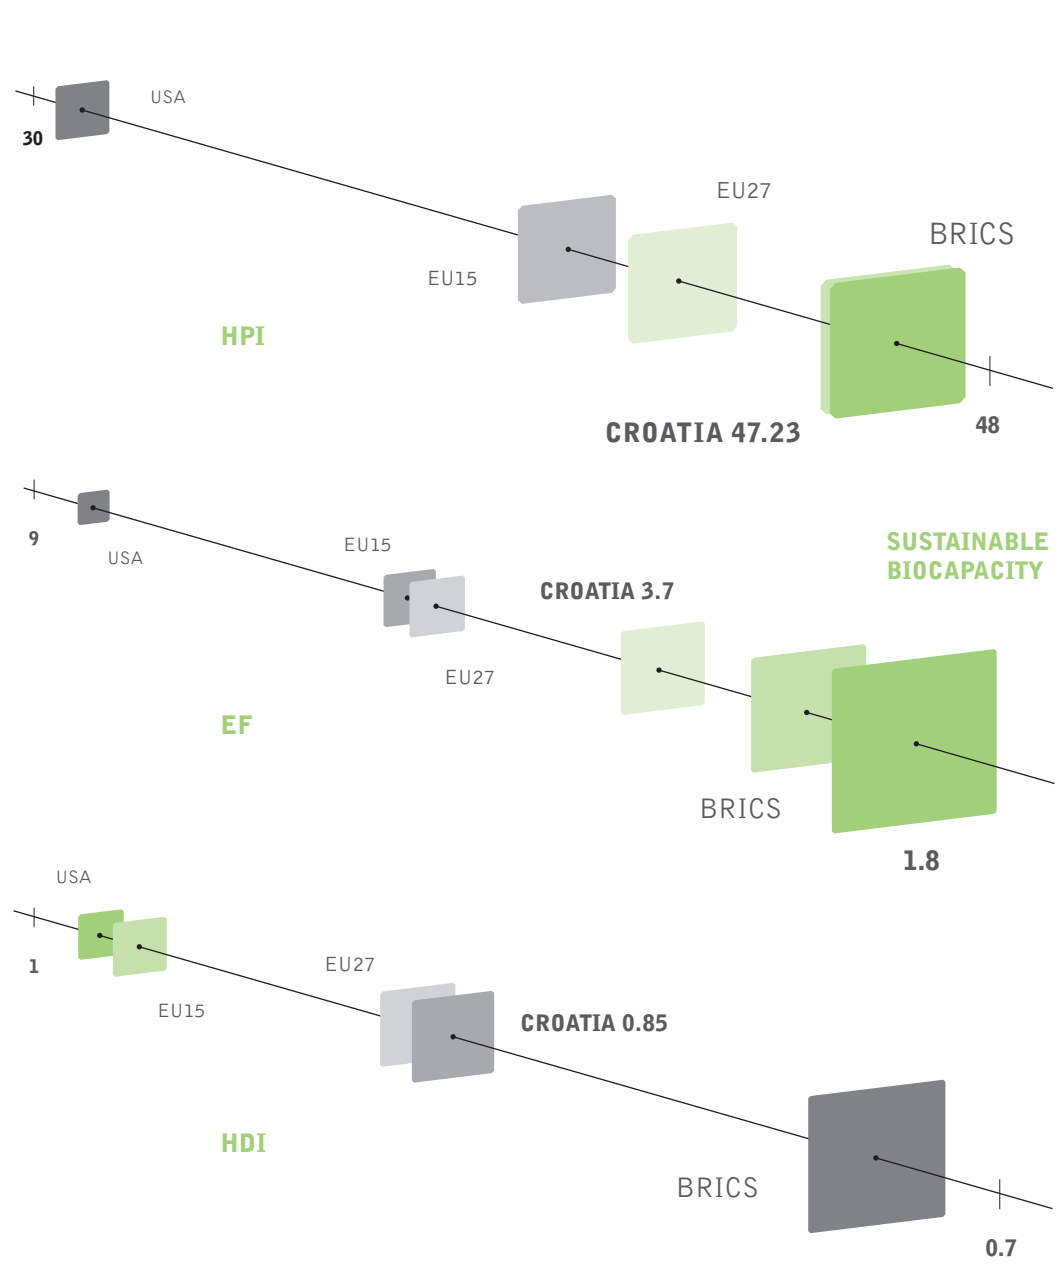 USA
30
EU27
BRICS
EU15
HPI
48
CROATIA 47.23
9
USA
EU15
SUSTAINABLE
BIOCAPACITY
CROATIA 3.7
EU27
EF
BRICS
1.8
USA
1
EU27
EU15
CROATIA 0.85
HDI
BRICS
0.7